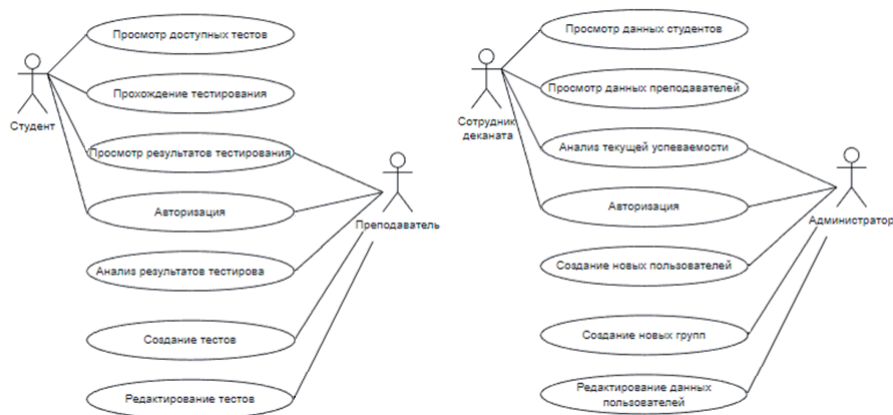 Просмотр доступных тестов
Прохождение тестирования
Студент
Просмотр результатов тестирования
Авторизация
Преподаватель
Анализ результатов тестирова
Создание тестов
Редактирование тестов
Просмотр данных студентов
Просмотр данных преподавателей
Сотрудник
деканата
Анализ текущей успеваемости
Авторизация
Администратор
Создание новых пользователей
Создание новых групп
Редактирование данных
пользователей